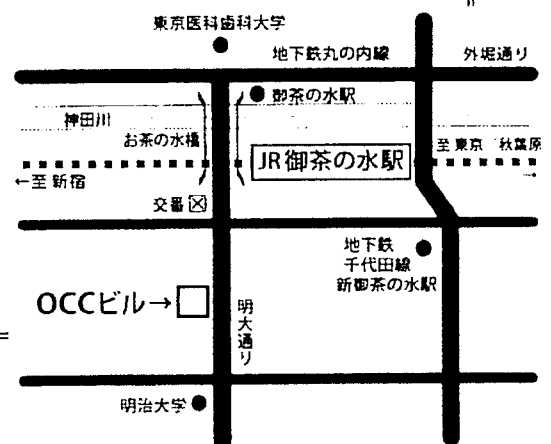 東京医科歯科大学
地下鉄丸の内線
外堀通り
御茶の水駅
神田川
お茶の水橋
JR御茶の水駅
至東京 秋葉原
→
←至新宿
交番
地下鉄
千代田線
新御茶の水駅
OCCビル→
明大通り
明治大学